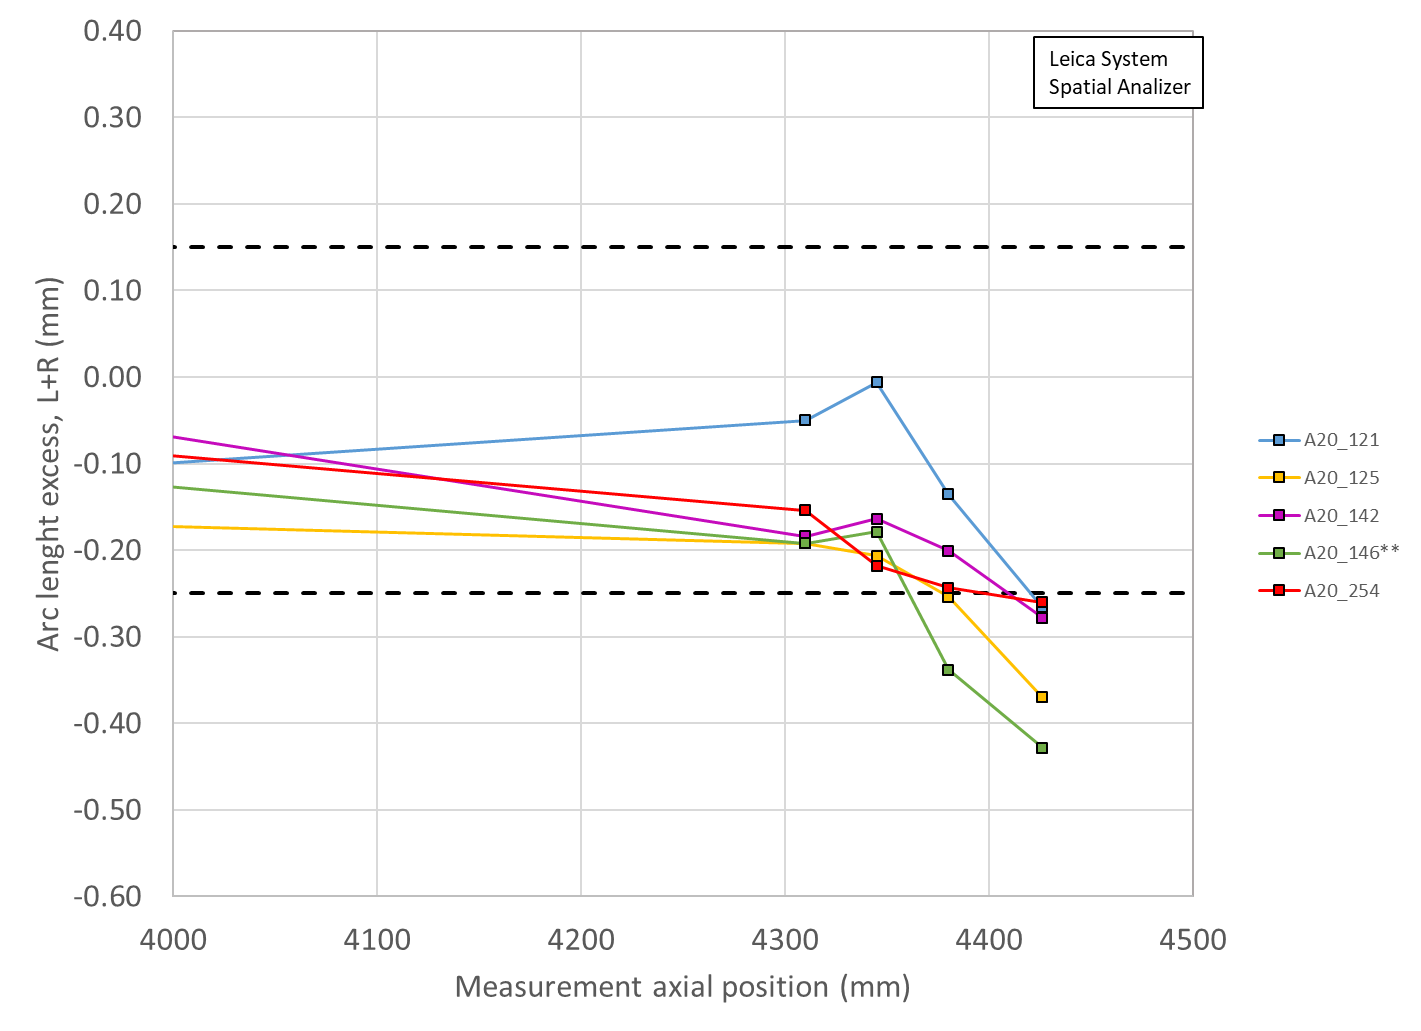 Leica System
Spatial Analizer
0.40
0.30
0.20
0.10
0.00
-0.10
-0.20
-0.30
-0.40
-0.50
-0.60
Arc lenght excess, L+R (mm)
4000 4100 4200 4300 4400 4500
Measurement axial position (mm)
A20_121
A20_125
A20_142
A20_146**
A20_254